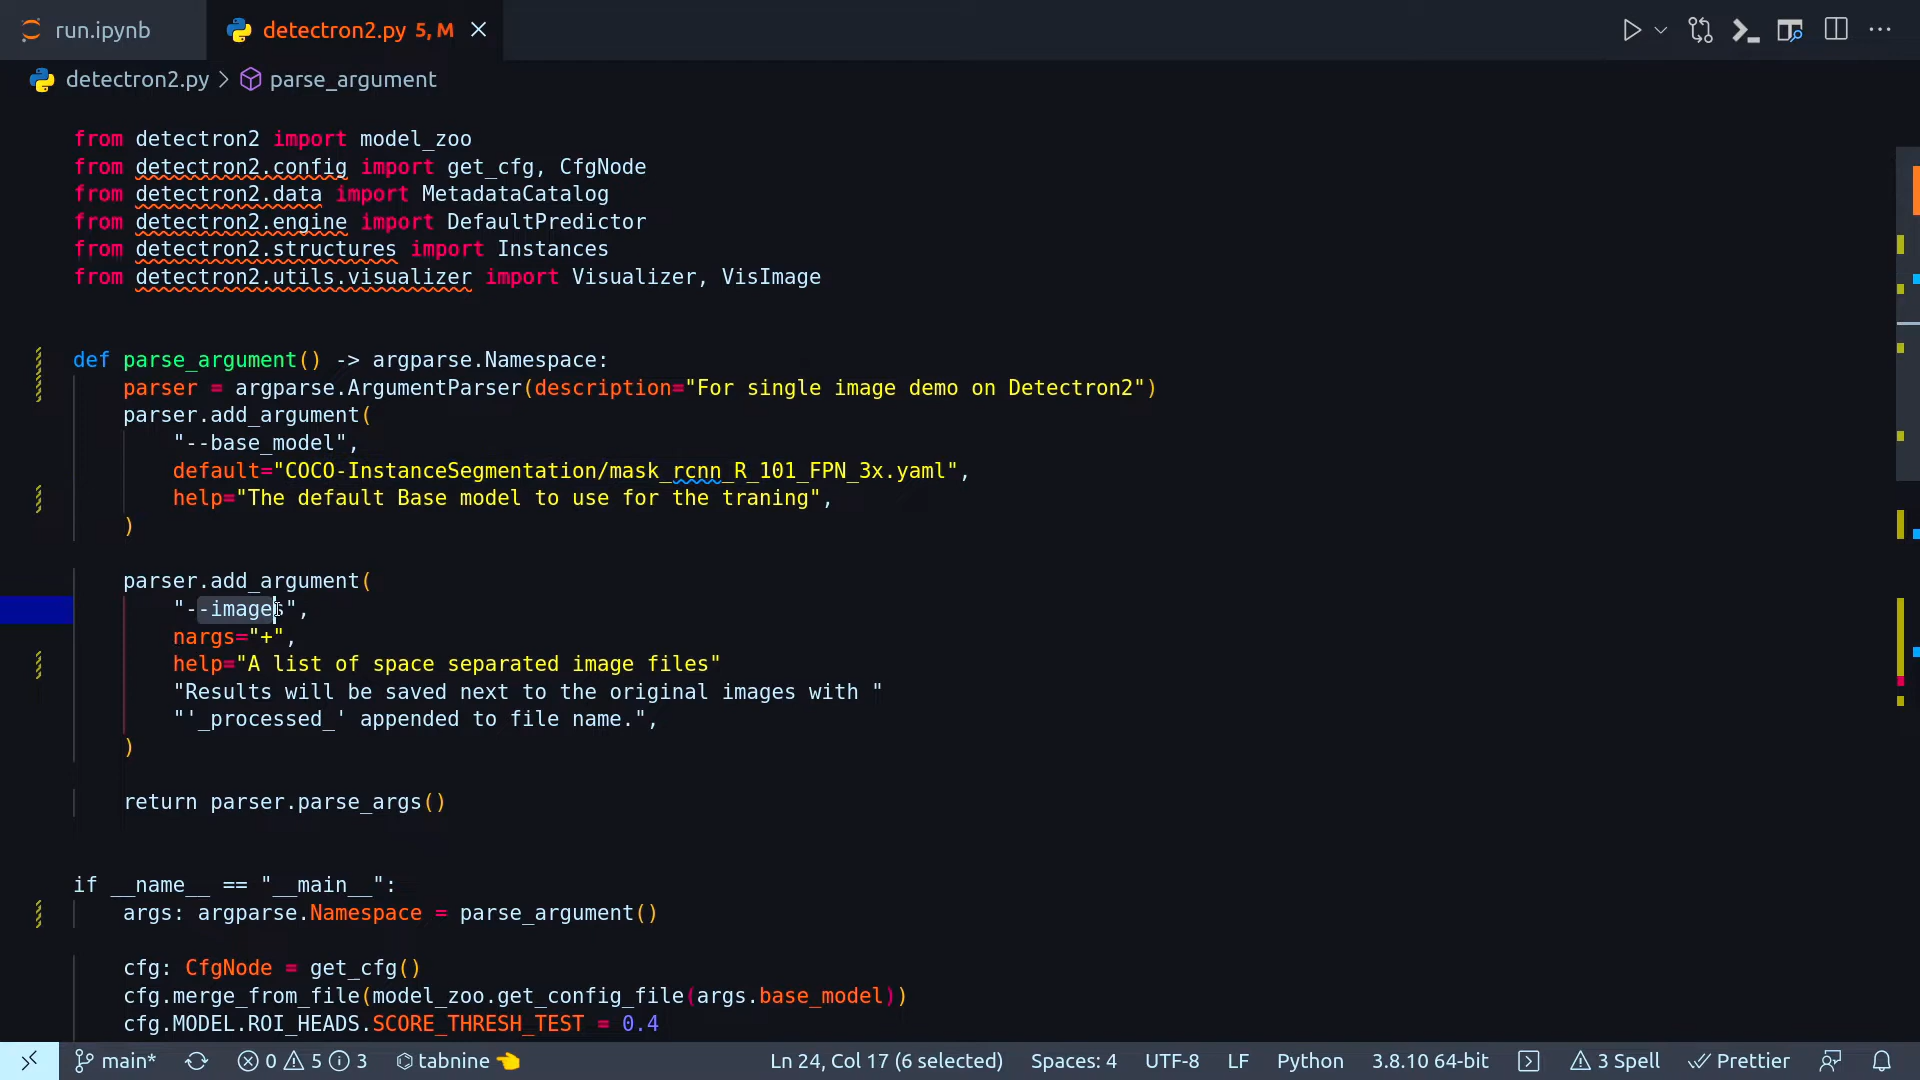 run.ipynb
detectron2.py 5, M
detectron2.py > parse_argument
from detectron2 import model_zoo
from detectron2.config import get_cfg, CfgNode
from detectron2.data import MetadataCatalog
from detectron2.engine import DefaultPredictor
from detectron2.structures import Instances
from detectron2.utils.visualizer import Visualizer, VisImage
def parse_argument() -> argparse.Namespace:
parser = argparse.ArgumentParser(description="For single image demo on Detectron2")
parser.add_argument(
"--base_model",
default="COCO-InstanceSegmentation/mask_rcnn_R_101_FPN_3x.yaml",
help="The default Base model to use for the traning",
)
parser.add_argument(
"--images",
nargs="+",
help="A list of space separated image files"
"Results will be saved next to the original images with "
"'_processed_' appended to file name.",
)
return parser.parse_args()
if __name__ == "__main__":
args: argparse.Namespace = parse_argument()
cfg: CfgNode = get_cfg()
cfg.merge_from_file(model_zoo.get_config_file(args.base_model))
cfg.MODEL.ROI_HEADS.SCORE_THRESH_TEST = 0.4
main* 0 5 3 tabnine Ln 24, Col 17 (6 selected) Spaces: 4 UTF-8 LF Python 3.8.10 64-bit 3 Spell Prettier